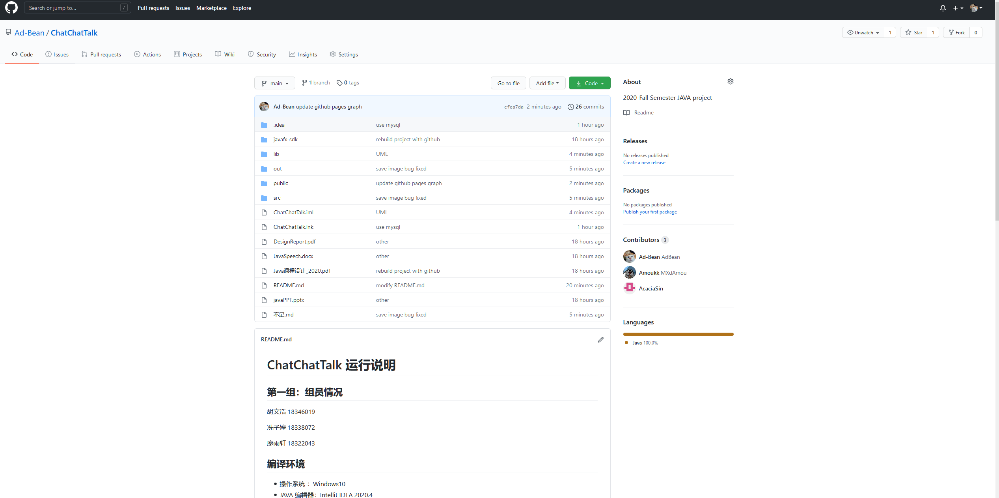 Search or jump to... /
Pull requests Issues Marketplace Explore
Ad-Bean / ChatChatTalk
Unwatch 1 Star 1 Fork 0
Code Issues Pull requests Actions Projects Wiki Security Insights Settings
main 1 branch 0 tags Go to file Add file Code
Ad-Bean update github pages graph cfea7da 2 minutes ago 26 commits
.idea use mysql 1 hour ago
javafx-sdk rebuild project with github 18 hours ago
lib UML 4 minutes ago
out save image bug fixed 5 minutes ago
public update github pages graph 2 minutes ago
src save image bug fixed 5 minutes ago
ChatChatTalk.iml UML 4 minutes ago
ChatChatTalk.lnk use mysql 1 hour ago
DesignReport.pdf other 18 hours ago
JavaSpeech.docx other 18 hours ago
Java课程设计_2020.pdf rebuild project with github 18 hours ago
README.md modify README.md 20 minutes ago
javaPPT.pptx other 18 hours ago
不足.md save image bug fixed 5 minutes ago
README.md
ChatChatTalk 运行说明
第一组：组员情况
胡文浩 18346019
冼子婷 18338072
廖雨轩 18322043
编译环境
操作系统 ：Windows10
JAVA 编辑器：IntelliJ IDEA 2020.4
About
2020-Fall Semester JAVA project
Readme
Releases
No releases published
Create a new release
Packages
No packages published
Publish your first package
Contributors 3
Ad-Bean AdBean
Amoukk MXdAmou
AcaciaSin
Languages
Java 100.0%